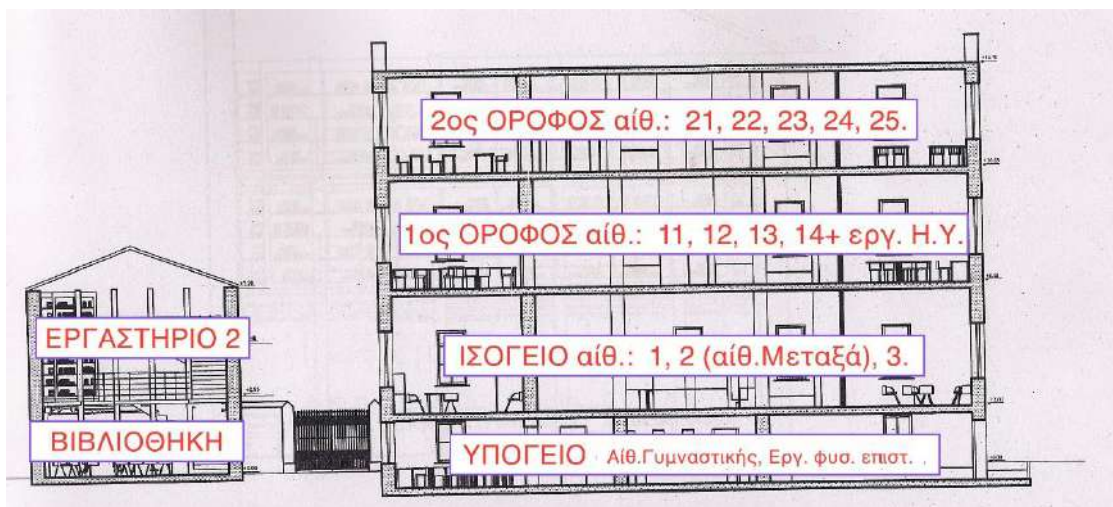 2ος ΟΡΟΦΟΣ αίθ.: 21, 22, 23, 24, 25.
1ος ΟΡΟΦΟΣ αίθ.: 11, 12, 13, 14+ εργ. Η.Υ.
ΕΡΓΑΣΤΗΡΙΟ 2
ΙΣΟΓΕΙΟ αίθ.: 1, 2 (αίθ.Μεταξά), 3.
ΒΙΒΛΙΟΘΗΚΗ
ΥΠΟΓΕΙΟ Αίθ.Γυμναστικής, Εργ. φυσ. επιστ. .